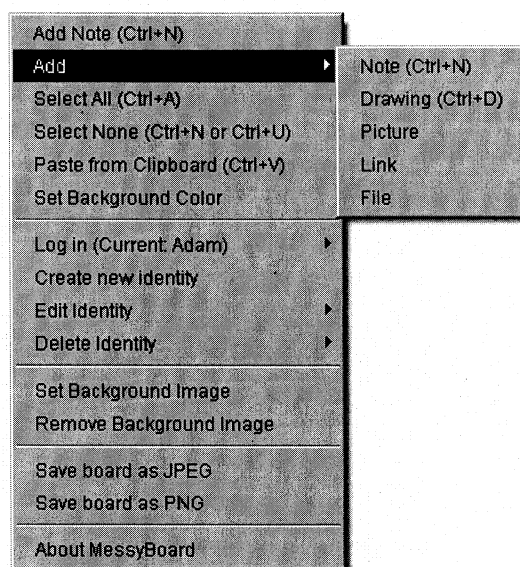 Add Note (Ctrl+N)
Add
Select All (Ctrl+A)
Select None (Ctrl+N or Ctrl+U)
Paste from Clipboard (Ctrl+V)
Set Background Color
Log in (Current: Adam)
Create new identity
Edit Identity
Delete Identity
Set Background Image
Remove Background Image
Save board as JPEG
Save board as PNG
About MessyBoard
Note (Ctrl+N)
Drawing (Ctrl+D)
Picture
Link
File